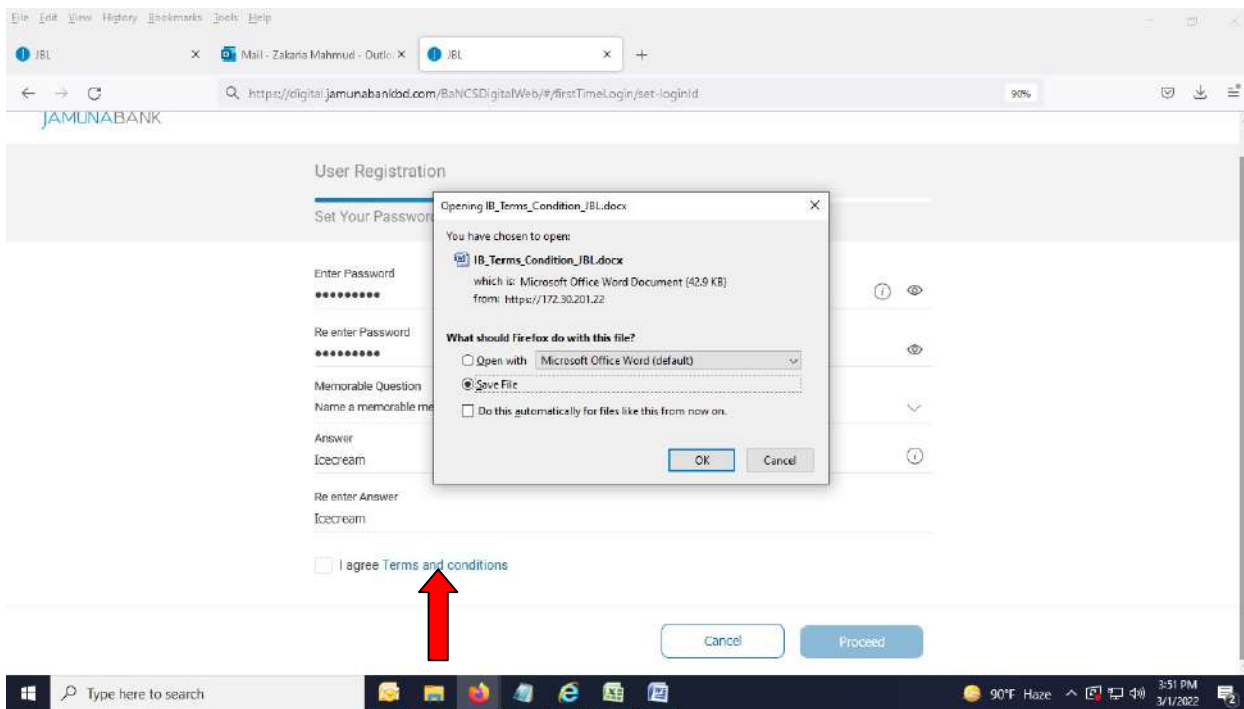 File Edit View History Bookmarks Tools Help
JBL
Mail - Zakaria Mahmud - Outlo
JBL
https://digital.jamunabankbd.com/BaNCSDigitalWeb/#/firstTimeLogin/set-loginId
90%
JAMUNABANK
User Registration
Set Your Passwor
Opening IB_Terms_Condition_JBL.docx
You have chosen to open:
IB_Terms_Condition_JBL.docx
which is: Microsoft Office Word Document (42.9 KB)
from: https://172.30.201.22
What should Firefox do with this file?
Open with Microsoft Office Word (default)
Save File
Do this automatically for files like this from now on.
OK Cancel
Enter Password
•••••••••
Re enter Password
•••••••••
Memorable Question
Name a memorable me
Answer
Icecream
Re enter Answer
Icecream
I agree Terms and conditions
Cancel Proceed
Type here to search
90°F Haze
3:51 PM
3/1/2022
2